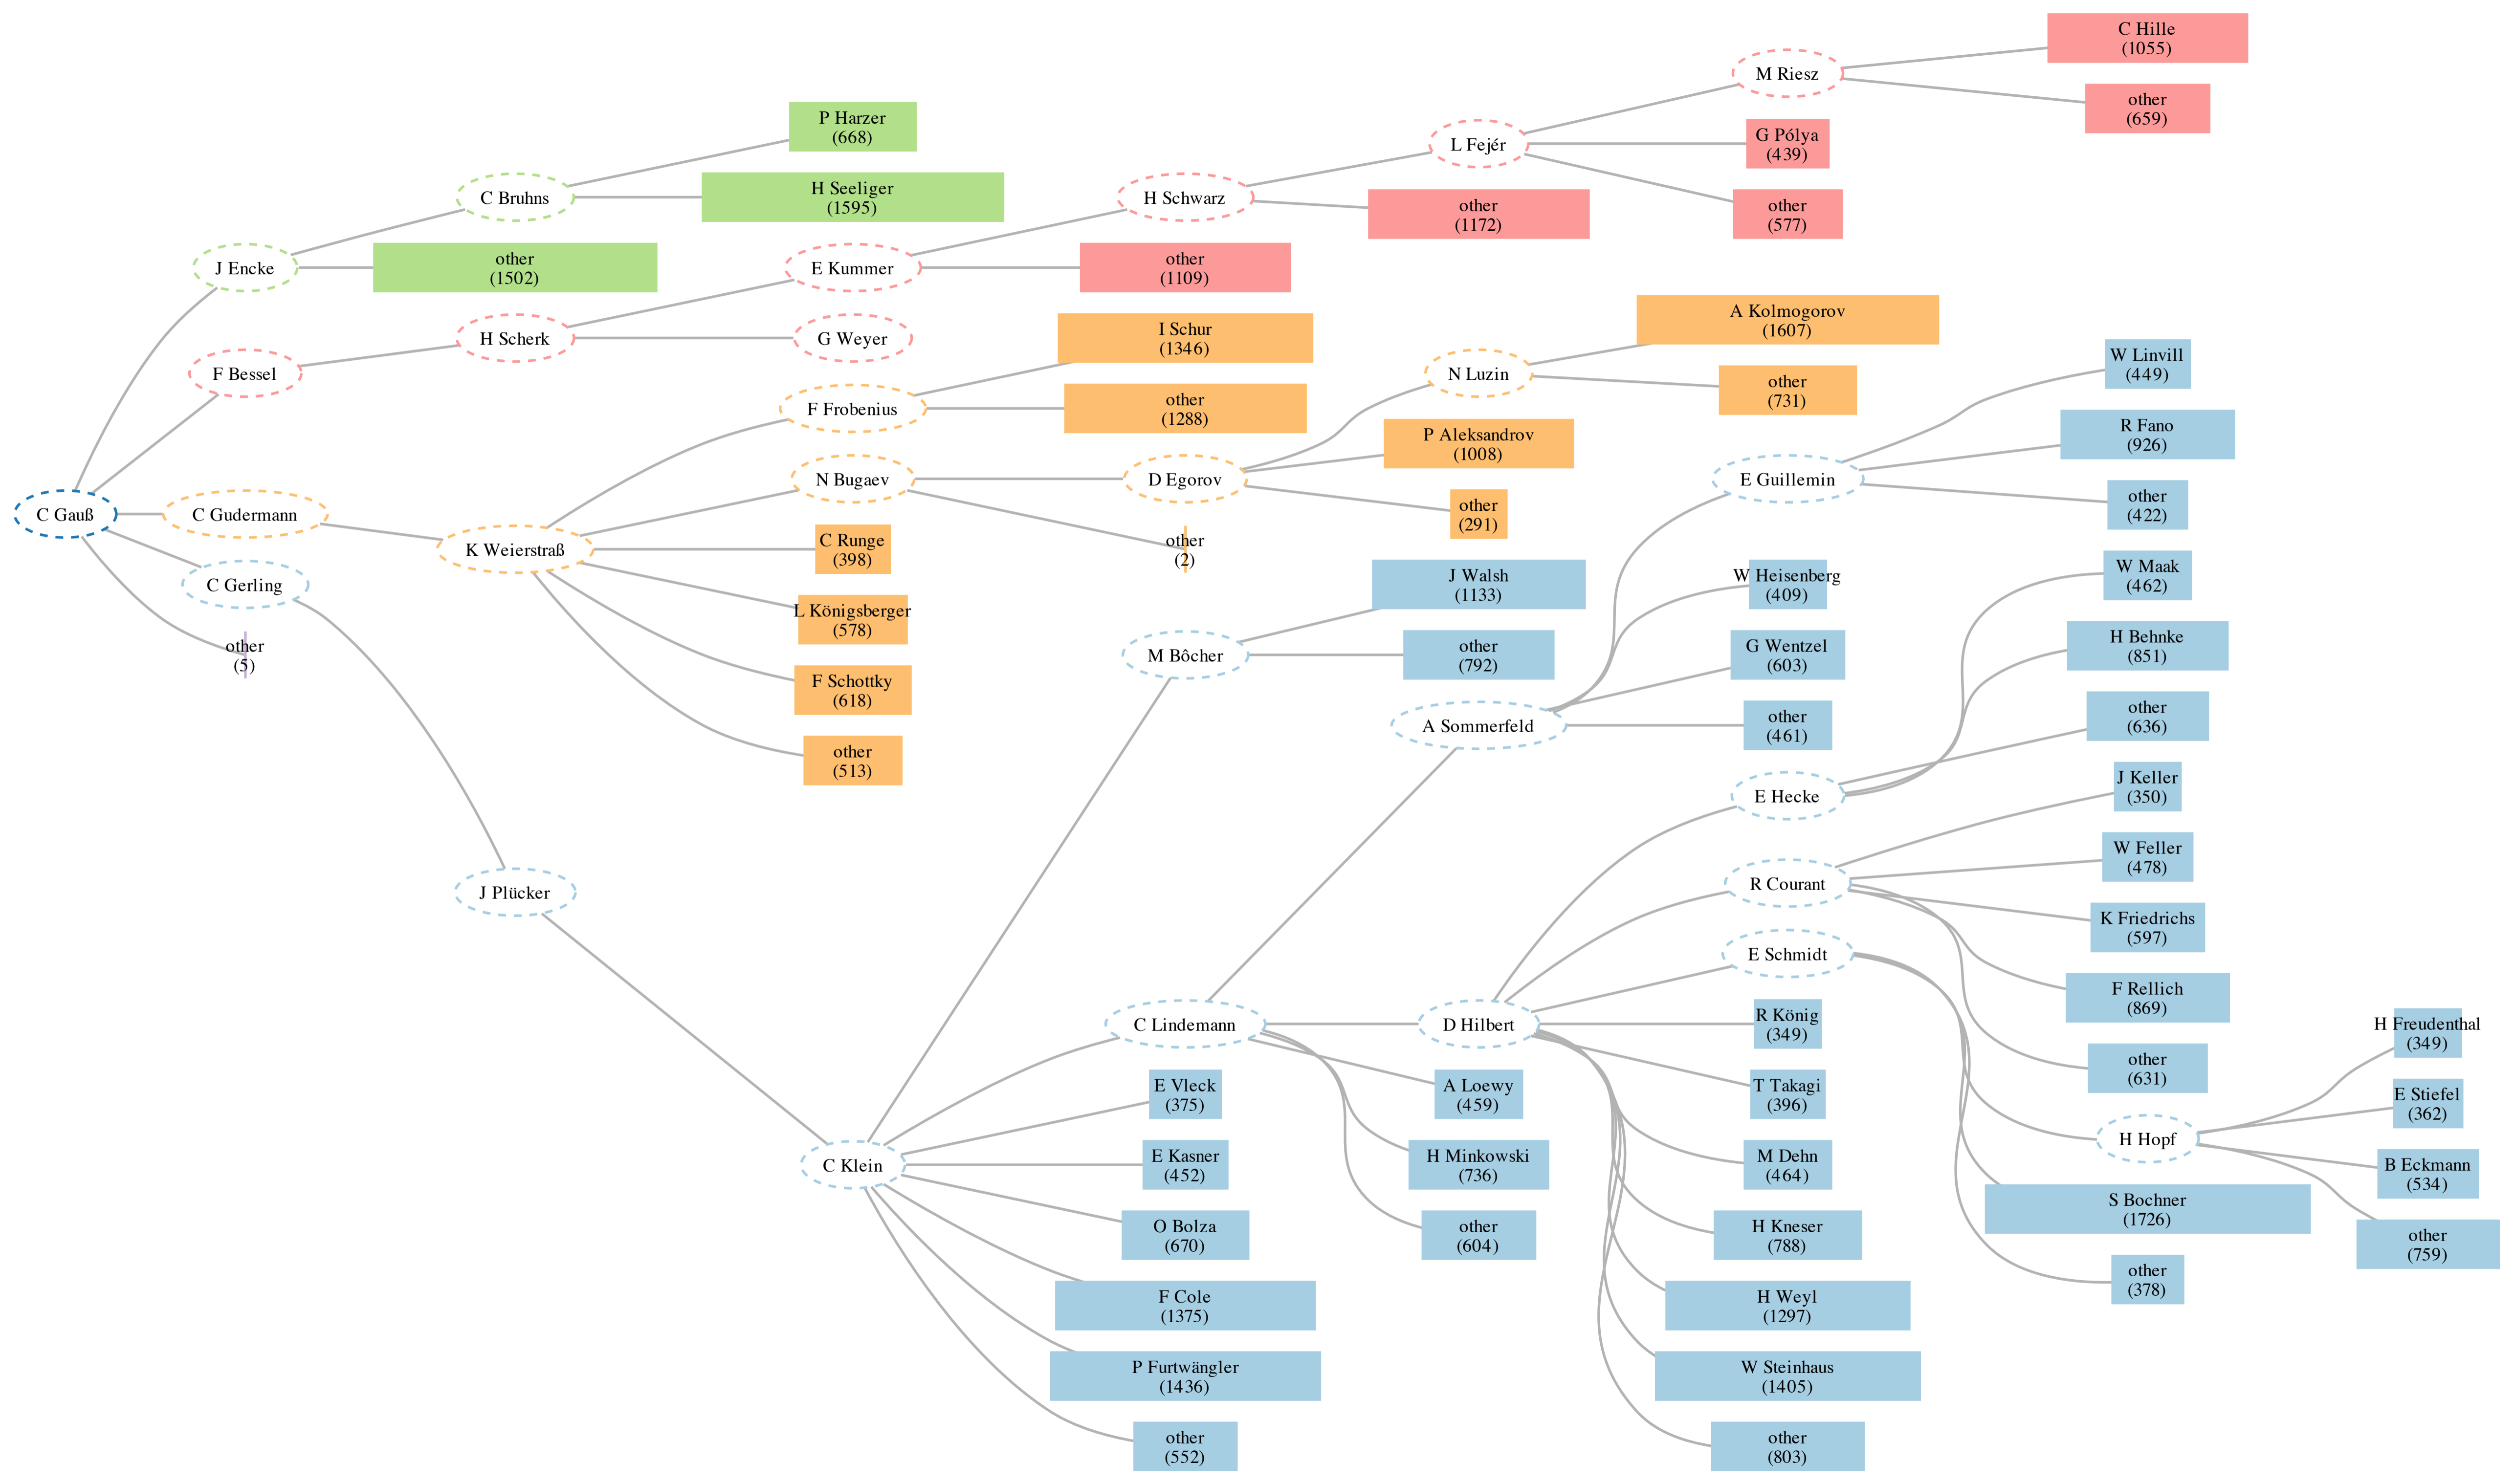 C Gauß
J Encke
F Bessel
C Gudermann
C Gerling
other
(5)
C Bruhns
other
(1502)
H Scherk
K Weierstraß
J Plücker
P Harzer
(668)
H Seeliger
(1595)
E Kummer
G Weyer
F Frobenius
N Bugaev
C Runge
(398)
L Königsberger
(578)
F Schottky
(618)
other
(513)
C Klein
H Schwarz
other
(1109)
I Schur
(1346)
other
(1288)
D Egorov
other
(2)
M Bôcher
C Lindemann
E Vleck
(375)
E Kasner
(452)
O Bolza
(670)
F Cole
(1375)
P Furtwängler
(1436)
other
(552)
L Fejér
other
(1172)
N Luzin
P Aleksandrov
(1008)
other
(291)
J Walsh
(1133)
other
(792)
A Sommerfeld
D Hilbert
A Loewy
(459)
H Minkowski
(736)
other
(604)
M Riesz
G Pólya
(439)
other
(577)
A Kolmogorov
(1607)
other
(731)
E Guillemin
W Heisenberg
(409)
G Wentzel
(603)
other
(461)
E Hecke
R Courant
E Schmidt
R König
(349)
T Takagi
(396)
M Dehn
(464)
H Kneser
(788)
H Weyl
(1297)
W Steinhaus
(1405)
other
(803)
C Hille
(1055)
other
(659)
W Linvill
(449)
R Fano
(926)
other
(422)
W Maak
(462)
H Behnke
(851)
other
(636)
J Keller
(350)
W Feller
(478)
K Friedrichs
(597)
F Rellich
(869)
other
(631)
H Hopf
S Bochner
(1726)
other
(378)
H Freudenthal
(349)
E Stiefel
(362)
B Eckmann
(534)
other
(759)